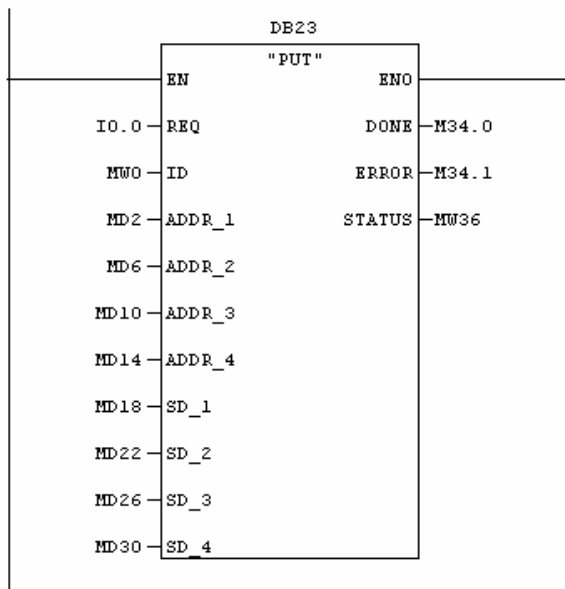 DB23
"PUT"
EN ENO
I0.0 REQ DONE M34.0
MW0 ID ERROR M34.1
MD2 ADDR_1 STATUS MW36
MD6 ADDR_2
MD10 ADDR_3
MD14 ADDR_4
MD18 SD_1
MD22 SD_2
MD26 SD_3
MD30 SD_4